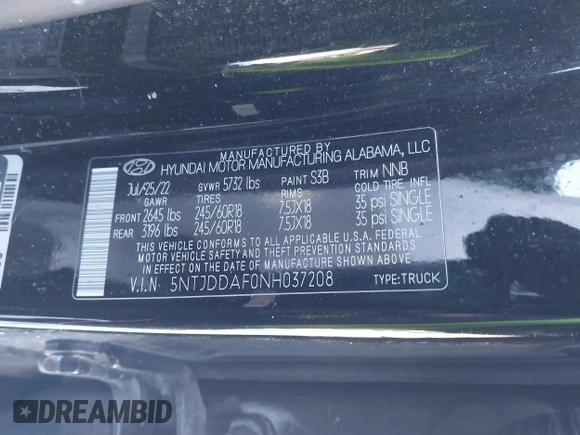 MANUFACTURED BY
HYUNDAI MOTOR MANUFACTURING ALABAMA, LLC
JUL/25/22 GVWR 5732 lbs PAINT S3B TRIM NNB
GAWR TIRES RIMS COLD TIRE INFL
FRONT 2645 lbs 245/60R18 7.5JX18 35 psi SINGLE
REAR 3196 lbs 245/60R18 7.5JX18 35 psi SINGLE
THIS VEHICLE CONFORMS TO ALL APPLICABLE U.S.A. FEDERAL
MOTOR VEHICLE SAFETY AND THEFT PREVENTION STANDARDS
IN EFFECT ON THE DATE OF MANUFACTURE SHOWN ABOVE.
V.I.N 5NTJDDAF0NH037208 TYPE:TRUCK
DREAMBID